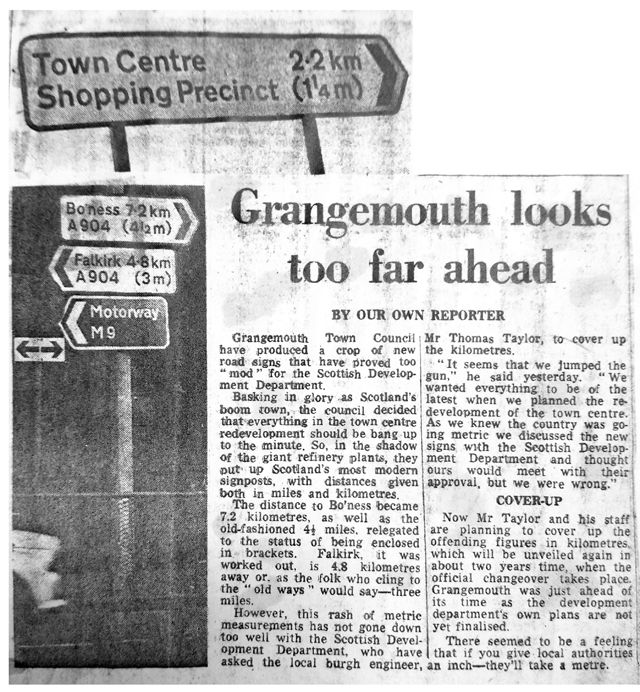 Town Centre 2·2 km
Shopping Precinct (1¼ m)
Bo'ness 7·2 km
A904 (4½ m)
Falkirk 4·8 km
A904 (3 m)
Motorway
M 9
Grangemouth looks
too far ahead
BY OUR OWN REPORTER
Grangemouth Town Council
have produced a crop of new
road signs that have proved too
"mod" for the Scottish Develop-
ment Department.
Basking in glory as Scotland's
boom town, the council decided
that everything in the town centre
redevelopment should be bang up
to the minute. So, in the shadow
of the giant refinery plants, they
put up Scotland's most modern
signposts, with distances given
both in miles and kilometres.
The distance to Bo'ness became
7.2 kilometres, as well as the
old-fashioned 4½ miles, relegated
to the status of being enclosed
in brackets. Falkirk, it was
worked out, is 4.8 kilometres
away or, as the folk who cling to
the "old ways" would say—three
miles.
However, this rash of metric
measurements has not gone down
too well with the Scottish Devel-
opment Department, who have
asked the local burgh engineer,
Mr Thomas Taylor, to cover up
the kilometres.
"It seems that we jumped the
gun," he said yesterday. "We
wanted everything to be of the
latest when we planned the re-
development of the town centre.
As we knew the country was go-
ing metric we discussed the new
signs with the Scottish Develop-
ment Department and thought
ours would meet with their
approval, but we were wrong."
COVER-UP
Now Mr Taylor and his staff
are planning to cover up the
offending figures in kilometres,
which will be unveiled again in
about two years time, when the
official changeover takes place.
Grangemouth was just ahead of
its time as the development
department's own plans are not
yet finalised.
There seemed to be a feeling
that if you give local authorities
an inch—they'll take a metre.